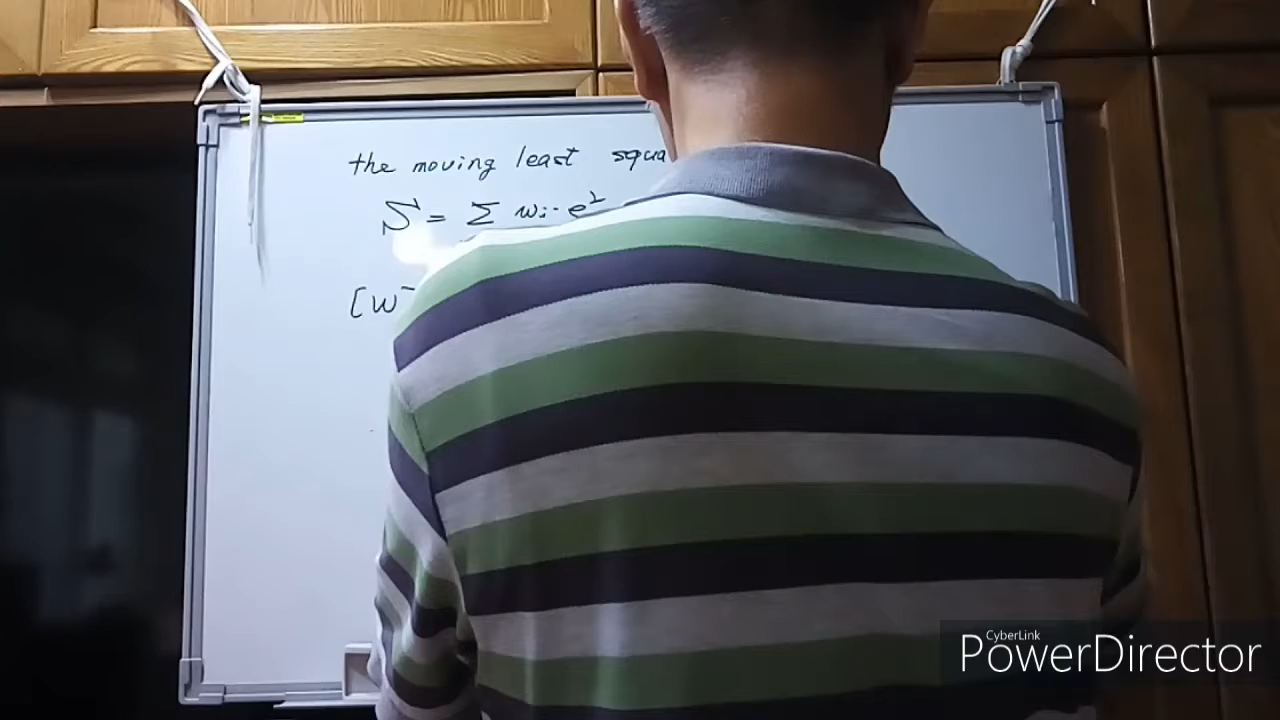 the moving least squa
S = Σ wi·e²
[W
CyberLink
PowerDirector